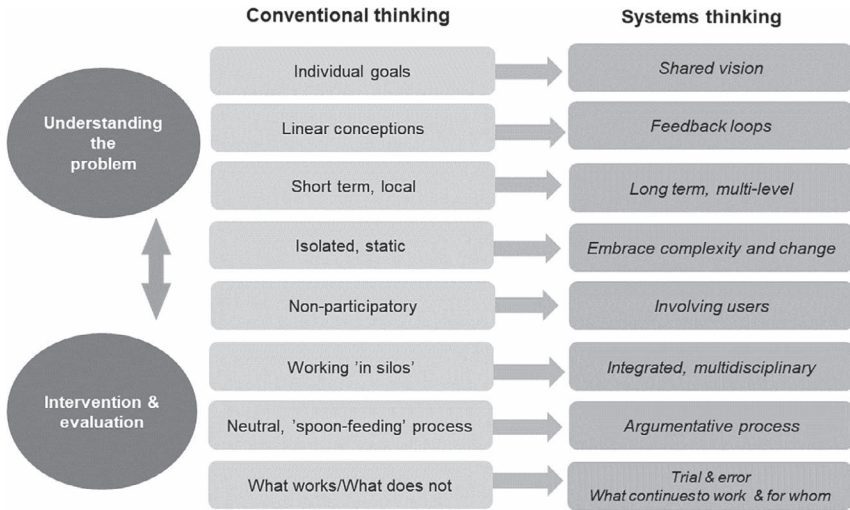 Conventional thinking
Systems thinking
Understanding
the
problem
Individual goals
Shared vision
Linear conceptions
Feedback loops
Short term, local
Long term, multi-level
Isolated, static
Embrace complexity and change
Non-participatory
Involving users
Intervention &
evaluation
Working 'in silos'
Integrated, multidisciplinary
Neutral, 'spoon-feeding' process
Argumentative process
What works/What does not
Trial & error
What continues to work & for whom